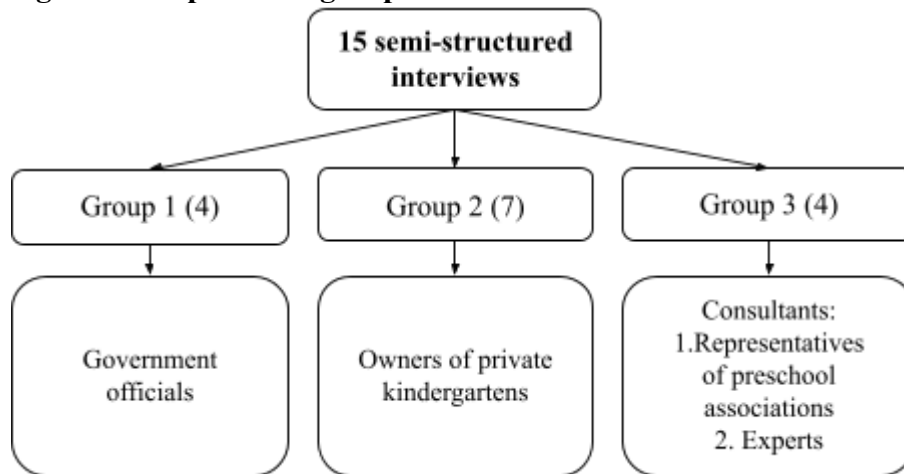 15 semi-structured
interviews
Group 1 (4)
Group 2 (7)
Group 3 (4)
Government
officials
Owners of private
kindergartens
Consultants:
1.Representatives
of preschool
associations
2. Experts